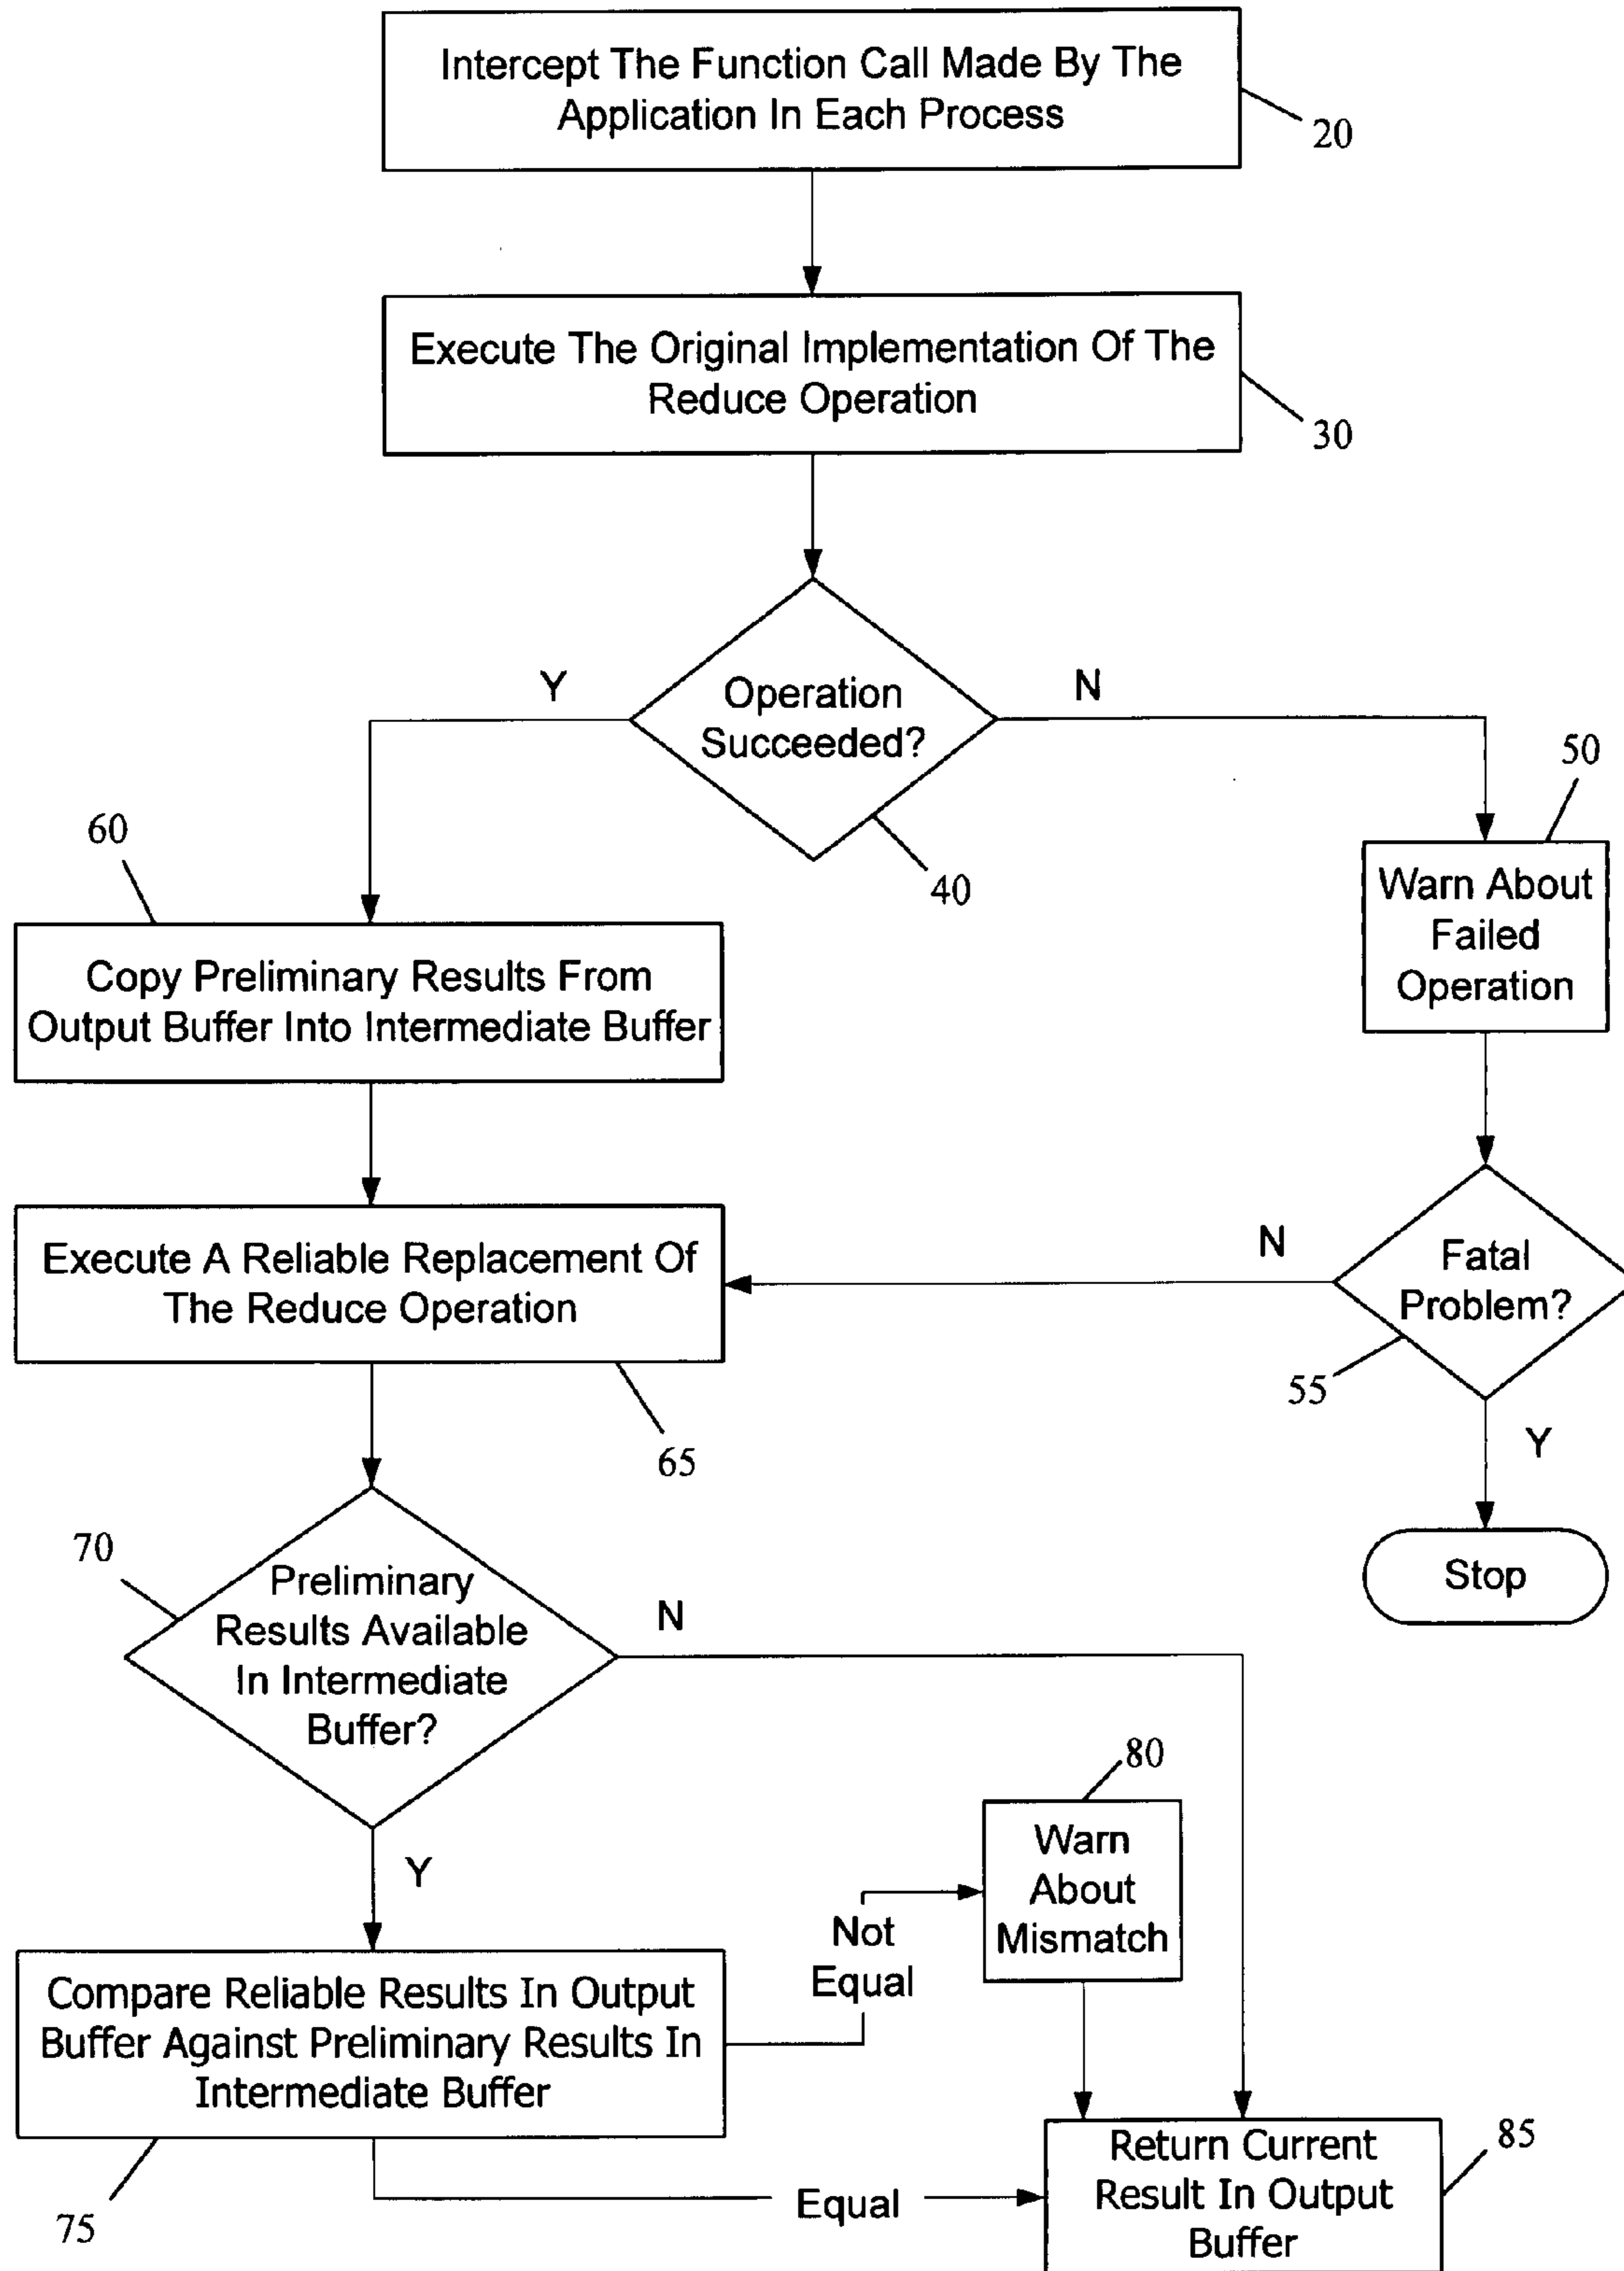 Intercept The Function Call Made By The
Application In Each Process
20
Execute The Original Implementation Of The
Reduce Operation
30
Y
N
Operation
Succeeded?
40
50
Warn About
Failed
Operation
60
Copy Preliminary Results From
Output Buffer Into Intermediate Buffer
Execute A Reliable Replacement Of
The Reduce Operation
65
N
Fatal
Problem?
55
Y
Stop
70
Preliminary
Results Available
In Intermediate
Buffer?
N
Y
80
Warn
About
Mismatch
Not
Equal
Compare Reliable Results In Output
Buffer Against Preliminary Results In
Intermediate Buffer
75
Equal
Return Current
Result In Output
Buffer
85